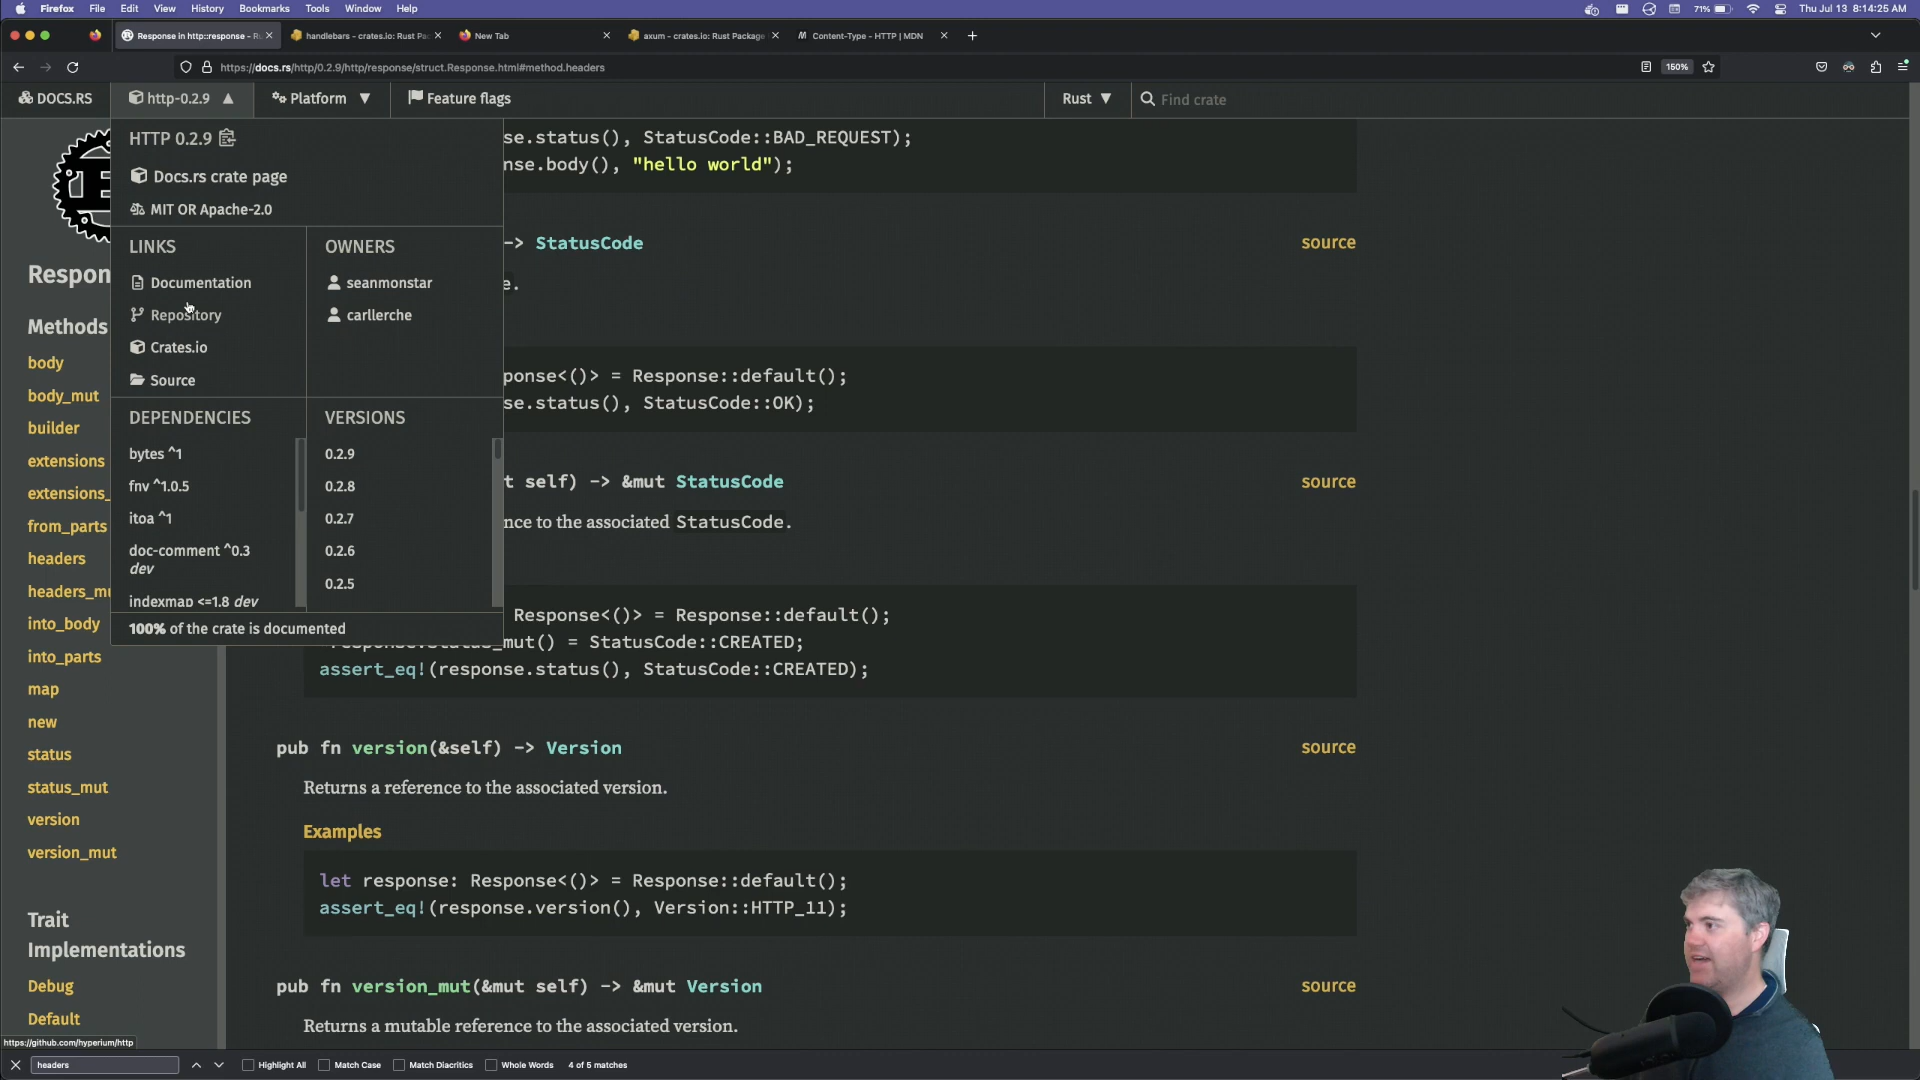 Firefox File Edit View History Bookmarks Tools Window Help 71% Thu Jul 13 8:14:25 AM
Response in http::response - Ru handlebars - crates.io: Rust Pac New Tab axum - crates.io: Rust Package Content-Type - HTTP | MDN
https://docs.rs/http/0.2.9/http/response/struct.Response.html#method.headers 150%
DOCS.RS http-0.2.9 ▲ Platform ▼ Feature flags Rust ▼ Find crate
HTTP 0.2.9
Docs.rs crate page
MIT OR Apache-2.0
LINKS
Documentation
Repository
Crates.io
Source
OWNERS
seanmonstar
carllerche
DEPENDENCIES
bytes ^1
fnv ^1.0.5
itoa ^1
doc-comment ^0.3
dev
indexmap <=1.8 dev
VERSIONS
0.2.9
0.2.8
0.2.7
0.2.6
0.2.5
100% of the crate is documented
Respon
Methods
body
body_mut
builder
extensions
extensions_
from_parts
headers
headers_mu
into_body
into_parts
map
new
status
status_mut
version
version_mut
Trait
Implementations
Debug
Default
se.status(), StatusCode::BAD_REQUEST);
nse.body(), "hello world");
-> StatusCode source
e.
ponse<()> = Response::default();
se.status(), StatusCode::OK);
t self) -> &mut StatusCode source
nce to the associated StatusCode.
Response<()> = Response::default();
_mut() = StatusCode::CREATED;
assert_eq!(response.status(), StatusCode::CREATED);
pub fn version(&self) -> Version source
Returns a reference to the associated version.
Examples
let response: Response<()> = Response::default();
assert_eq!(response.version(), Version::HTTP_11);
pub fn version_mut(&mut self) -> &mut Version source
Returns a mutable reference to the associated version.
https://github.com/hyperium/http
headers Highlight All Match Case Match Diacritics Whole Words 4 of 5 matches